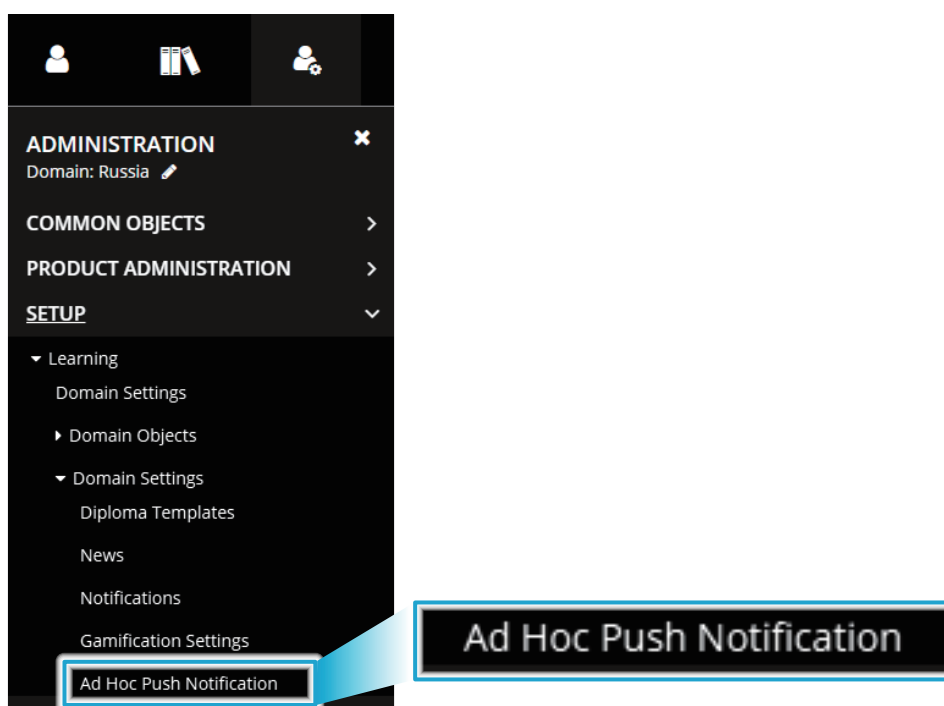 ADMINISTRATION
Domain: Russia
COMMON OBJECTS
PRODUCT ADMINISTRATION
SETUP
Learning
Domain Settings
Domain Objects
Domain Settings
Diploma Templates
News
Notifications
Gamification Settings
Ad Hoc Push Notification
Ad Hoc Push Notification